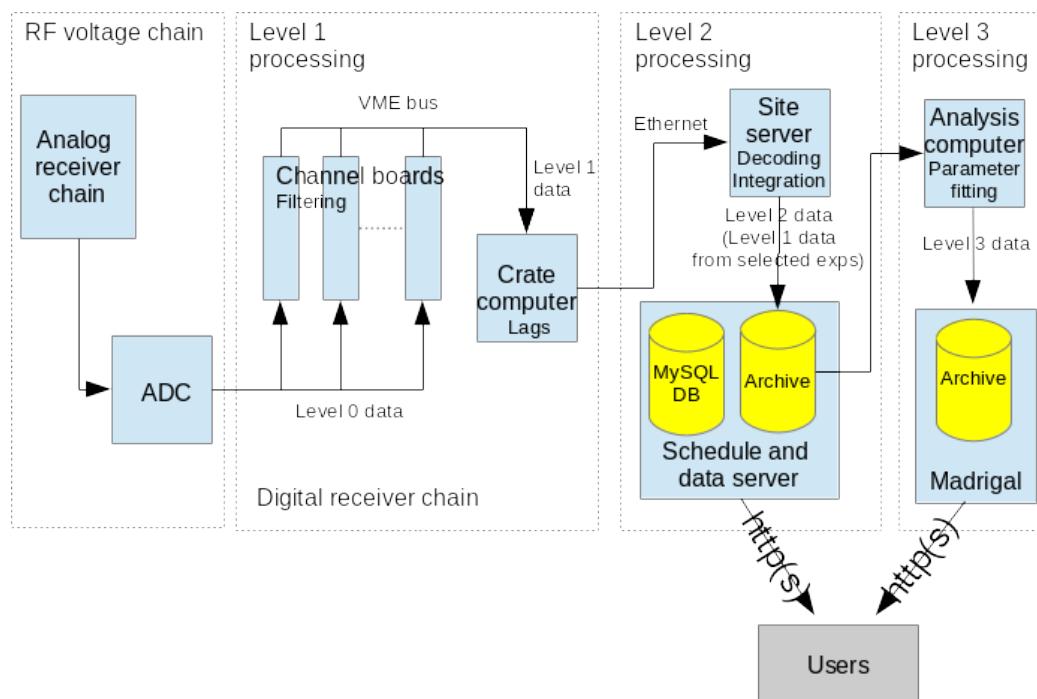 RF voltage chain
Analog
receiver
chain
ADC
Level 1
processing
VME bus
Channel boards
Filtering
Level 1
data
Crate
computer
Lags
Level 0 data
Digital receiver chain
Level 2
processing
Ethernet
Site
server
Decoding
Integration
Level 2 data
(Level 1 data
from selected exps)
MySQL
DB
Archive
Schedule and
data server
Level 3
processing
Analysis
computer
Parameter
fitting
Level 3 data
Archive
Madrigal
http(s)
http(s)
Users